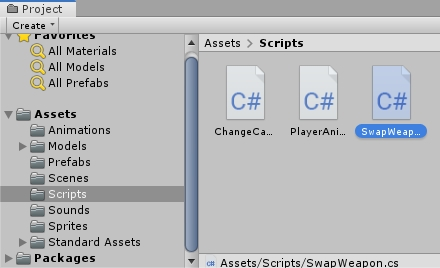 Project
Create
Favorites
All Materials
All Models
All Prefabs
Assets
Animations
Models
Prefabs
Scenes
Scripts
Sounds
Sprites
Standard Assets
Packages
Assets > Scripts
C# C# C#
ChangeCa... PlayerAni... SwapWeap...
C# Assets/Scripts/SwapWeapon.cs